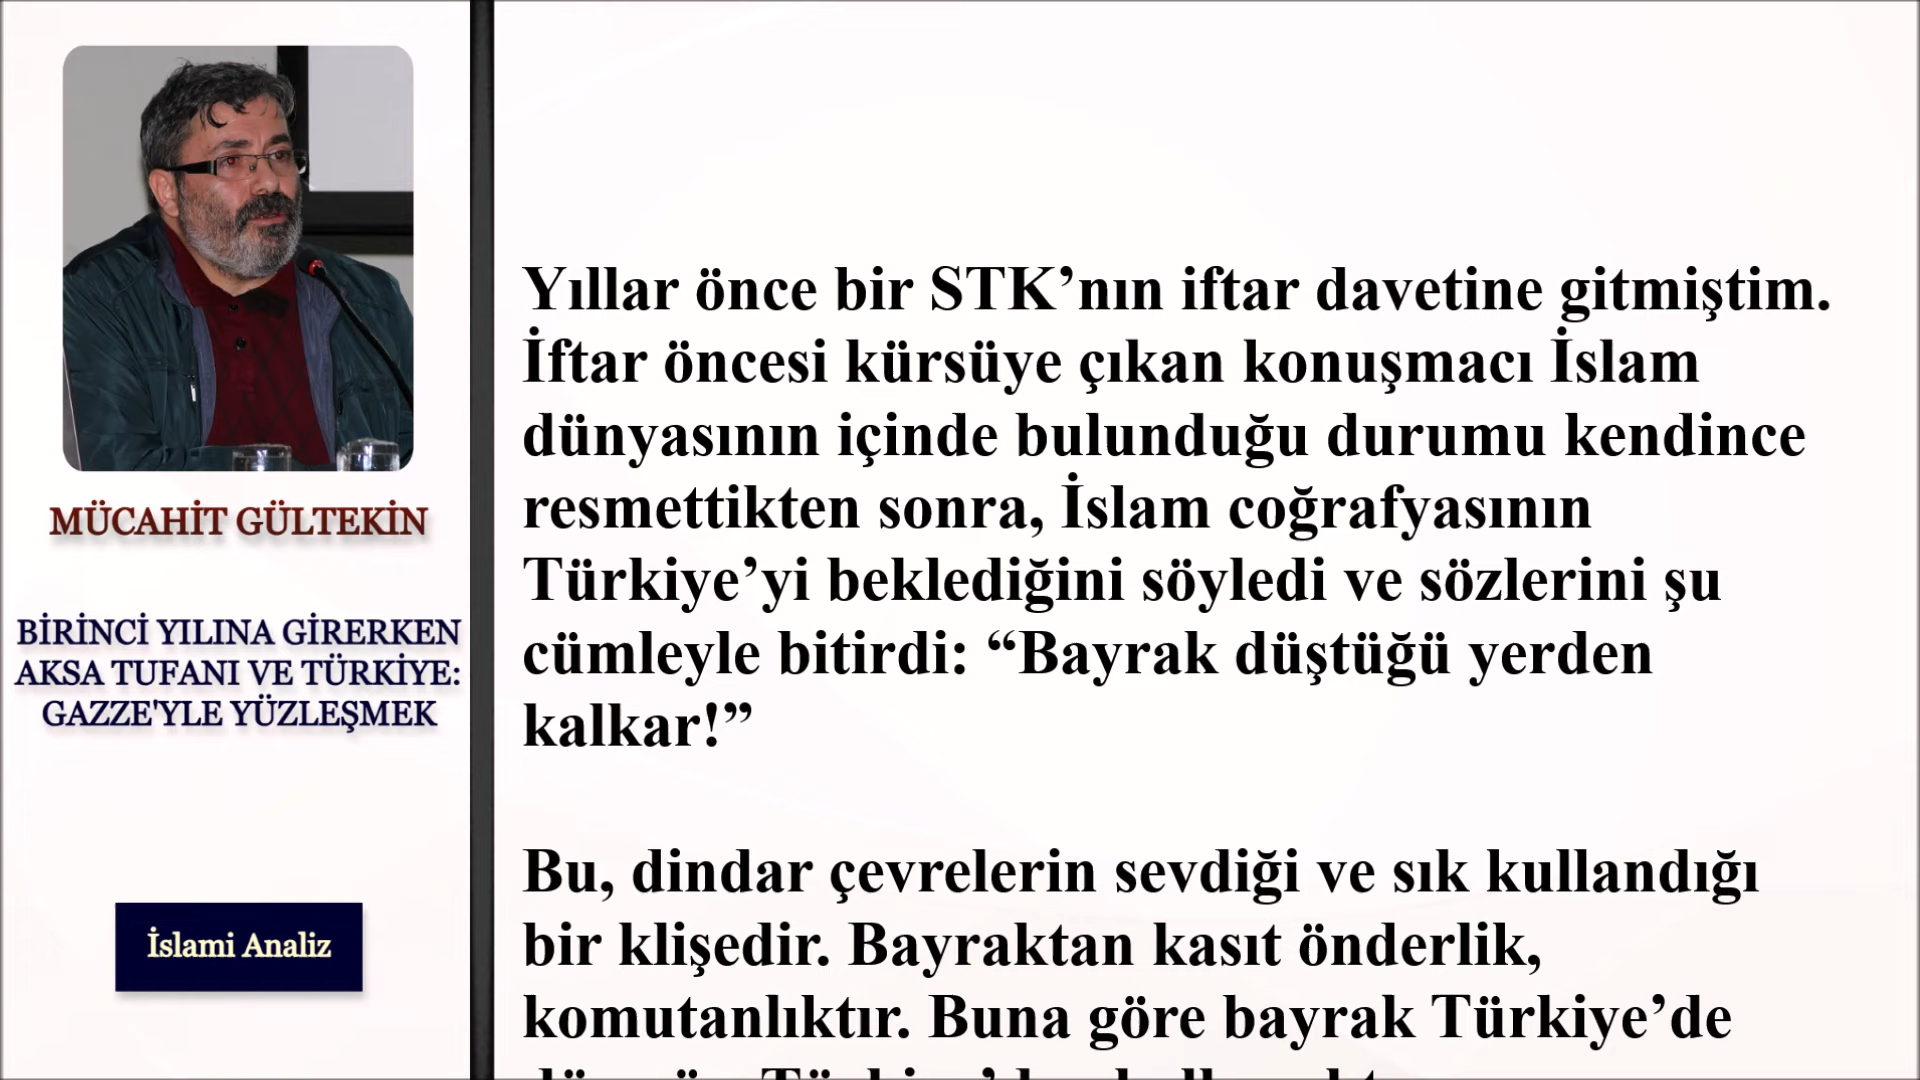 MÜCAHİT GÜLTEKİN
BİRİNCİ YILINA GİRERKEN
AKSA TUFANI VE TÜRKİYE:
GAZZE'YLE YÜZLEŞMEK
İslami Analiz
Yıllar önce bir STK’nın iftar davetine gitmiştim.
İftar öncesi kürsüye çıkan konuşmacı İslam
dünyasının içinde bulunduğu durumu kendince
resmettikten sonra, İslam coğrafyasının
Türkiye’yi beklediğini söyledi ve sözlerini şu
cümleyle bitirdi: “Bayrak düştüğü yerden
kalkar!”
Bu, dindar çevrelerin sevdiği ve sık kullandığı
bir klişedir. Bayraktan kasıt önderlik,
komutanlıktır. Buna göre bayrak Türkiye’de